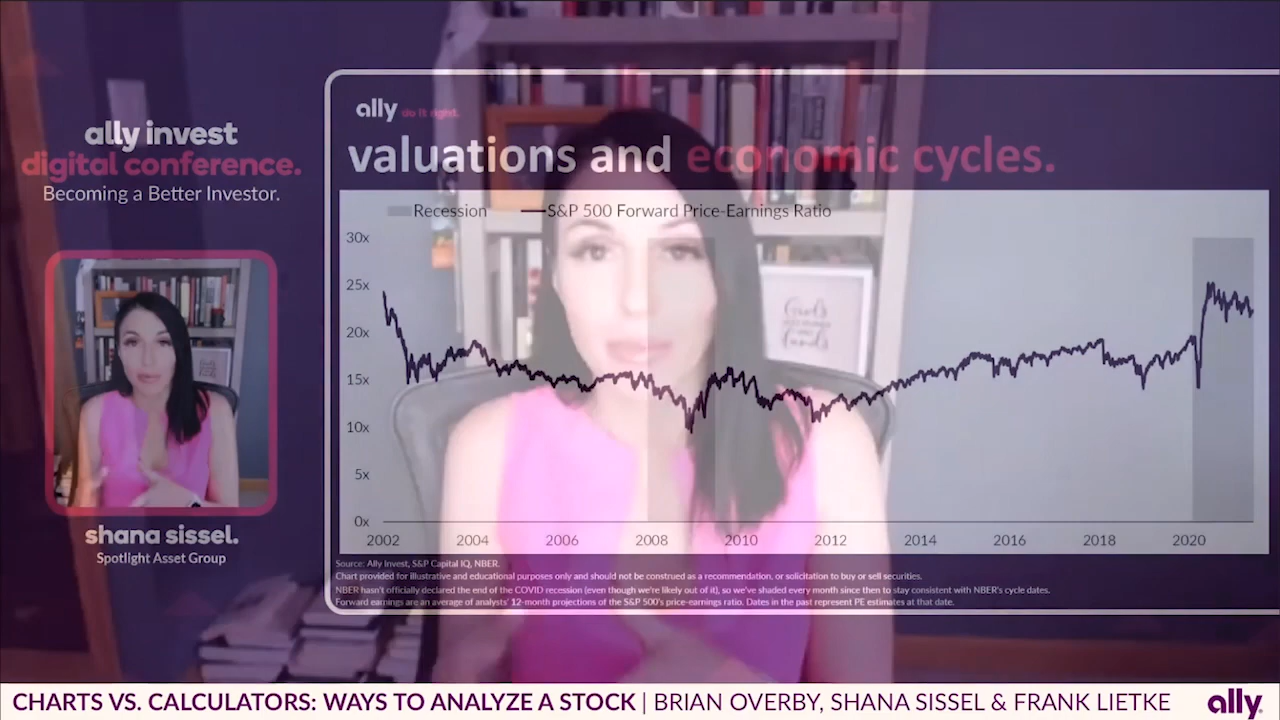 ally invest
digital conference.
Becoming a Better Investor.
shana sissel.
Spotlight Asset Group
ally do it right.
valuations and economic cycles.
Recession S&P 500 Forward Price-Earnings Ratio
30x
25x
20x
15x
10x
5x
0x
2002 2004 2006 2008 2010 2012 2014 2016 2018 2020
Source: Ally Invest, S&P Capital IQ, NBER.
Chart provided for illustrative and educational purposes only and should not be construed as a recommendation, or solicitation to buy or sell securities.
NBER hasn't officially declared the end of the COVID recession (even though we're likely out of it), so we've shaded every month since then to stay consistent with NBER's cycle dates.
Forward earnings are an average of analysts' 12-month projections of the S&P 500's price-earnings ratio. Dates in the past represent PE estimates at that date.
CHARTS VS. CALCULATORS: WAYS TO ANALYZE A STOCK | BRIAN OVERBY, SHANA SISSEL & FRANK LIETKE
ally